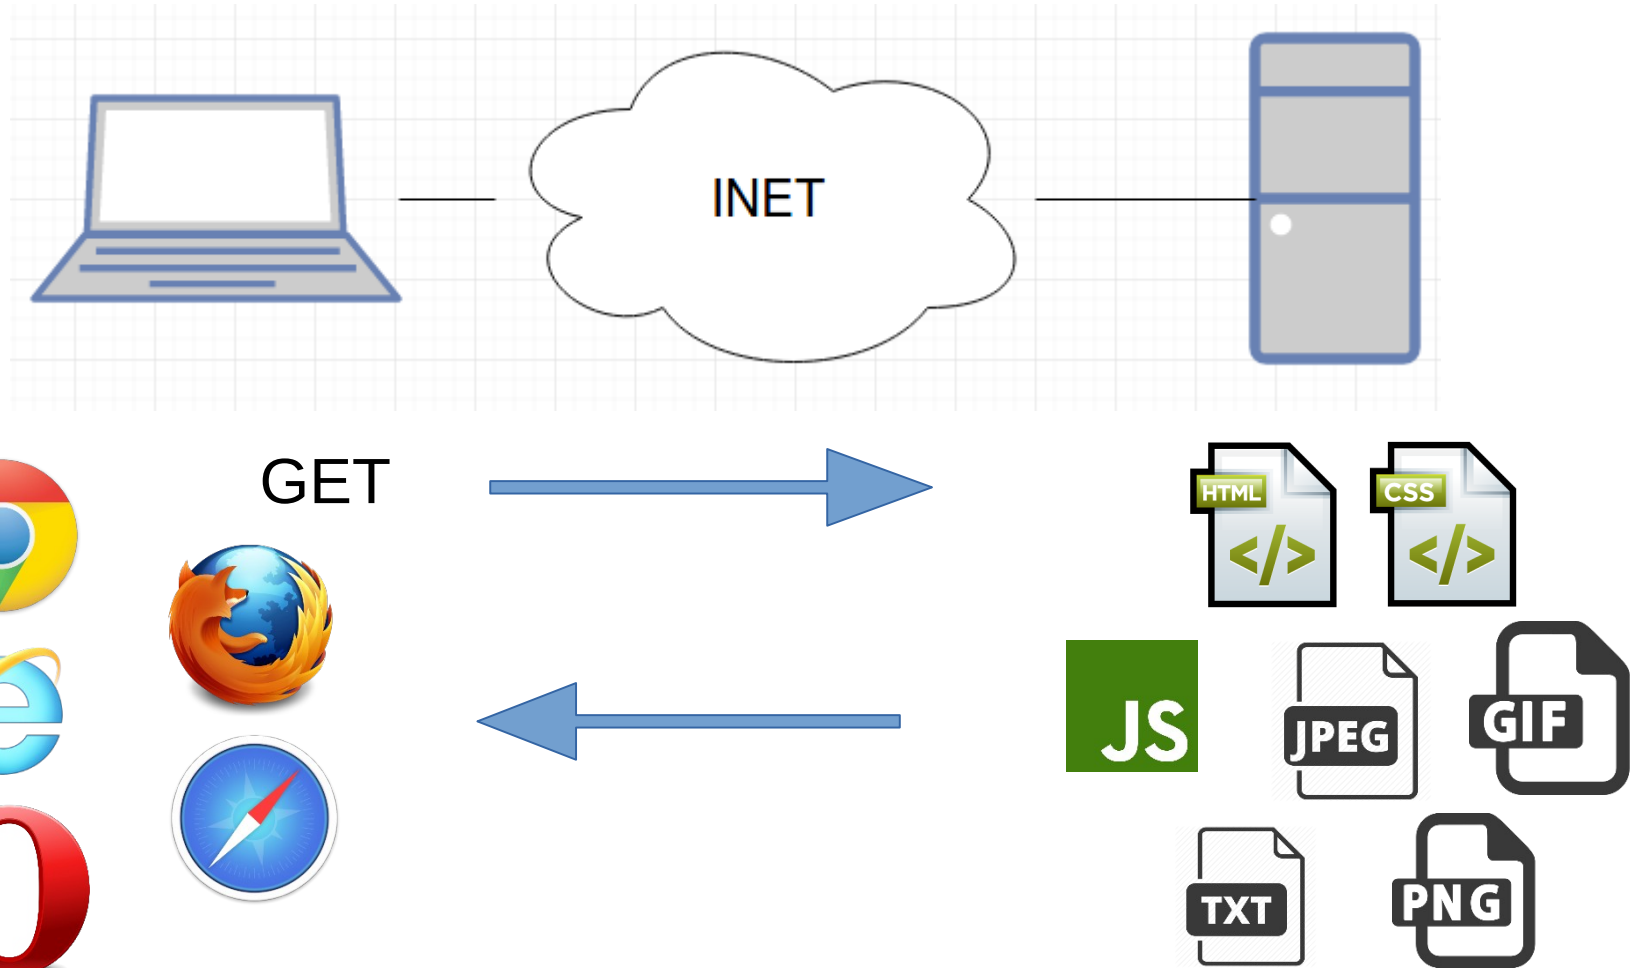 INET
GET
HTML
</>
CSS
</>
JS
JPEG
GIF
TXT
PNG